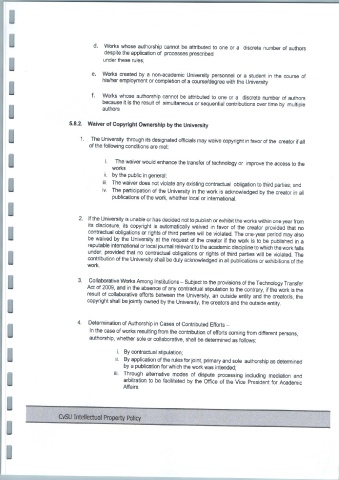 d. Works whose authorship cannot be attributed to one or a discrete number of authors
despite the application of processes prescribed
under these rules;
e. Works created by a non-academic University personnel or a student in the course of
his/her employment or completion of a course/degree with the University
f. Works whose authorship cannot be attributed to one or a discrete number of authors
because it is the result of simultaneous or sequential contributions over time by multiple
authors
5.8.2. Waiver of Copyright Ownership by the University
1. The University through its designated officials may waive copyright in favor of the creator if all
of the following conditions are met:
i. The waiver would enhance the transfer of technology or improve the access to the
works
ii. by the public in general;
iii. The waiver does not violate any existing contractual obligation to third parties; and
iv. The participation of the University in the work is acknowledged by the creator in all
publications of the work, whether local or international.
2. If the University is unable or has decided not to publish or exhibit the works within one year from
its disclosure, its copyright is automatically waived in favor of the creator provided that no
contractual obligations or rights of third parties will be violated. The one-year period may also
be waived by the University at the request of the creator if the work is to be published in a
reputable international or local journal relevant to the academic discipline to which the work falls
under, provided that no contractual obligations or rights of third parties will be violated. The
contribution of the University shall be duly acknowledged in all publications or exhibitions of the
work.
3. Collaborative Works Among Institutions – Subject to the provisions of the Technology Transfer
Act of 2009, and in the absence of any contractual stipulation to the contrary, if the work is the
result of collaborative efforts between the University, an outside entity and the creator/s, the
copyright shall be jointly owned by the University, the creators and the outside entity.
4. Determination of Authorship in Cases of Contributed Efforts –
In the case of works resulting from the contribution of efforts coming from different persons,
authorship, whether sole or collaborative, shall be determined as follows:
i. By contractual stipulation;
ii. By application of the rules for joint, primary and sole authorship as determined
by a publication for which the work was intended;
iii. Through alternative modes of dispute processing including mediation and
arbitration to be facilitated by the Office of the Vice President for Academic
Affairs
CvSU Intellectual Property Policy